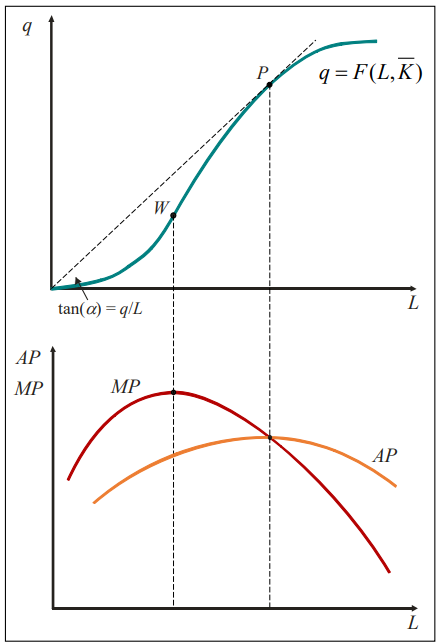 q
P
q = F(L, K̅)
W
L
tan(α) = q/L
AP
MP
MP
AP
L